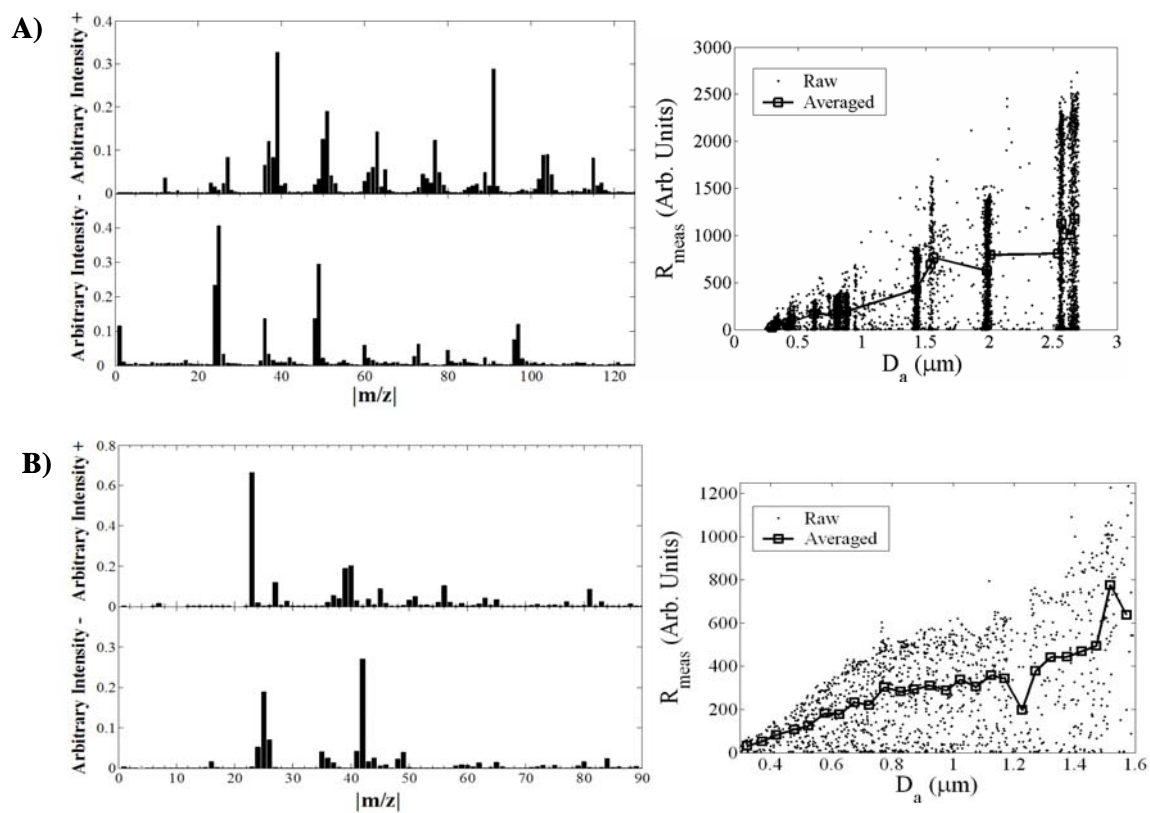 A)
Arbitrary Intensity +
0.4
0.3
0.2
0.1
0
Arbitrary Intensity -
0.4
0.3
0.2
0.1
0
0 20 40 60 80 100 120
|m/z|
R_meas (Arb. Units)
3000
2500
2000
1500
1000
500
0
Raw
Averaged
0 0.5 1 1.5 2 2.5 3
D_a (μm)
B)
Arbitrary Intensity +
0.8
0.6
0.4
0.2
0
Arbitrary Intensity -
0.3
0.2
0.1
0
0 10 20 30 40 50 60 70 80 90
|m/z|
R_meas (Arb. Units)
1200
1000
800
600
400
200
0
Raw
Averaged
0.4 0.6 0.8 1 1.2 1.4 1.6
D_a (μm)